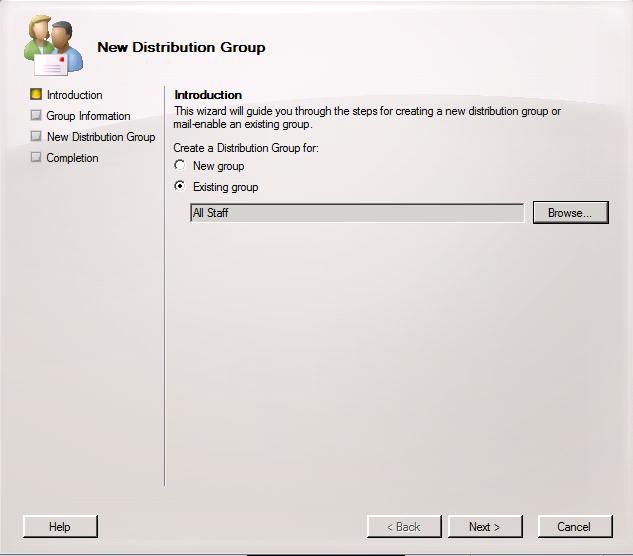 New Distribution Group
Introduction
Group Information
New Distribution Group
Completion
Introduction
This wizard will guide you through the steps for creating a new distribution group or
mail-enable an existing group.
Create a Distribution Group for:
New group
Existing group
All Staff
Browse...
Help
< Back
Next >
Cancel